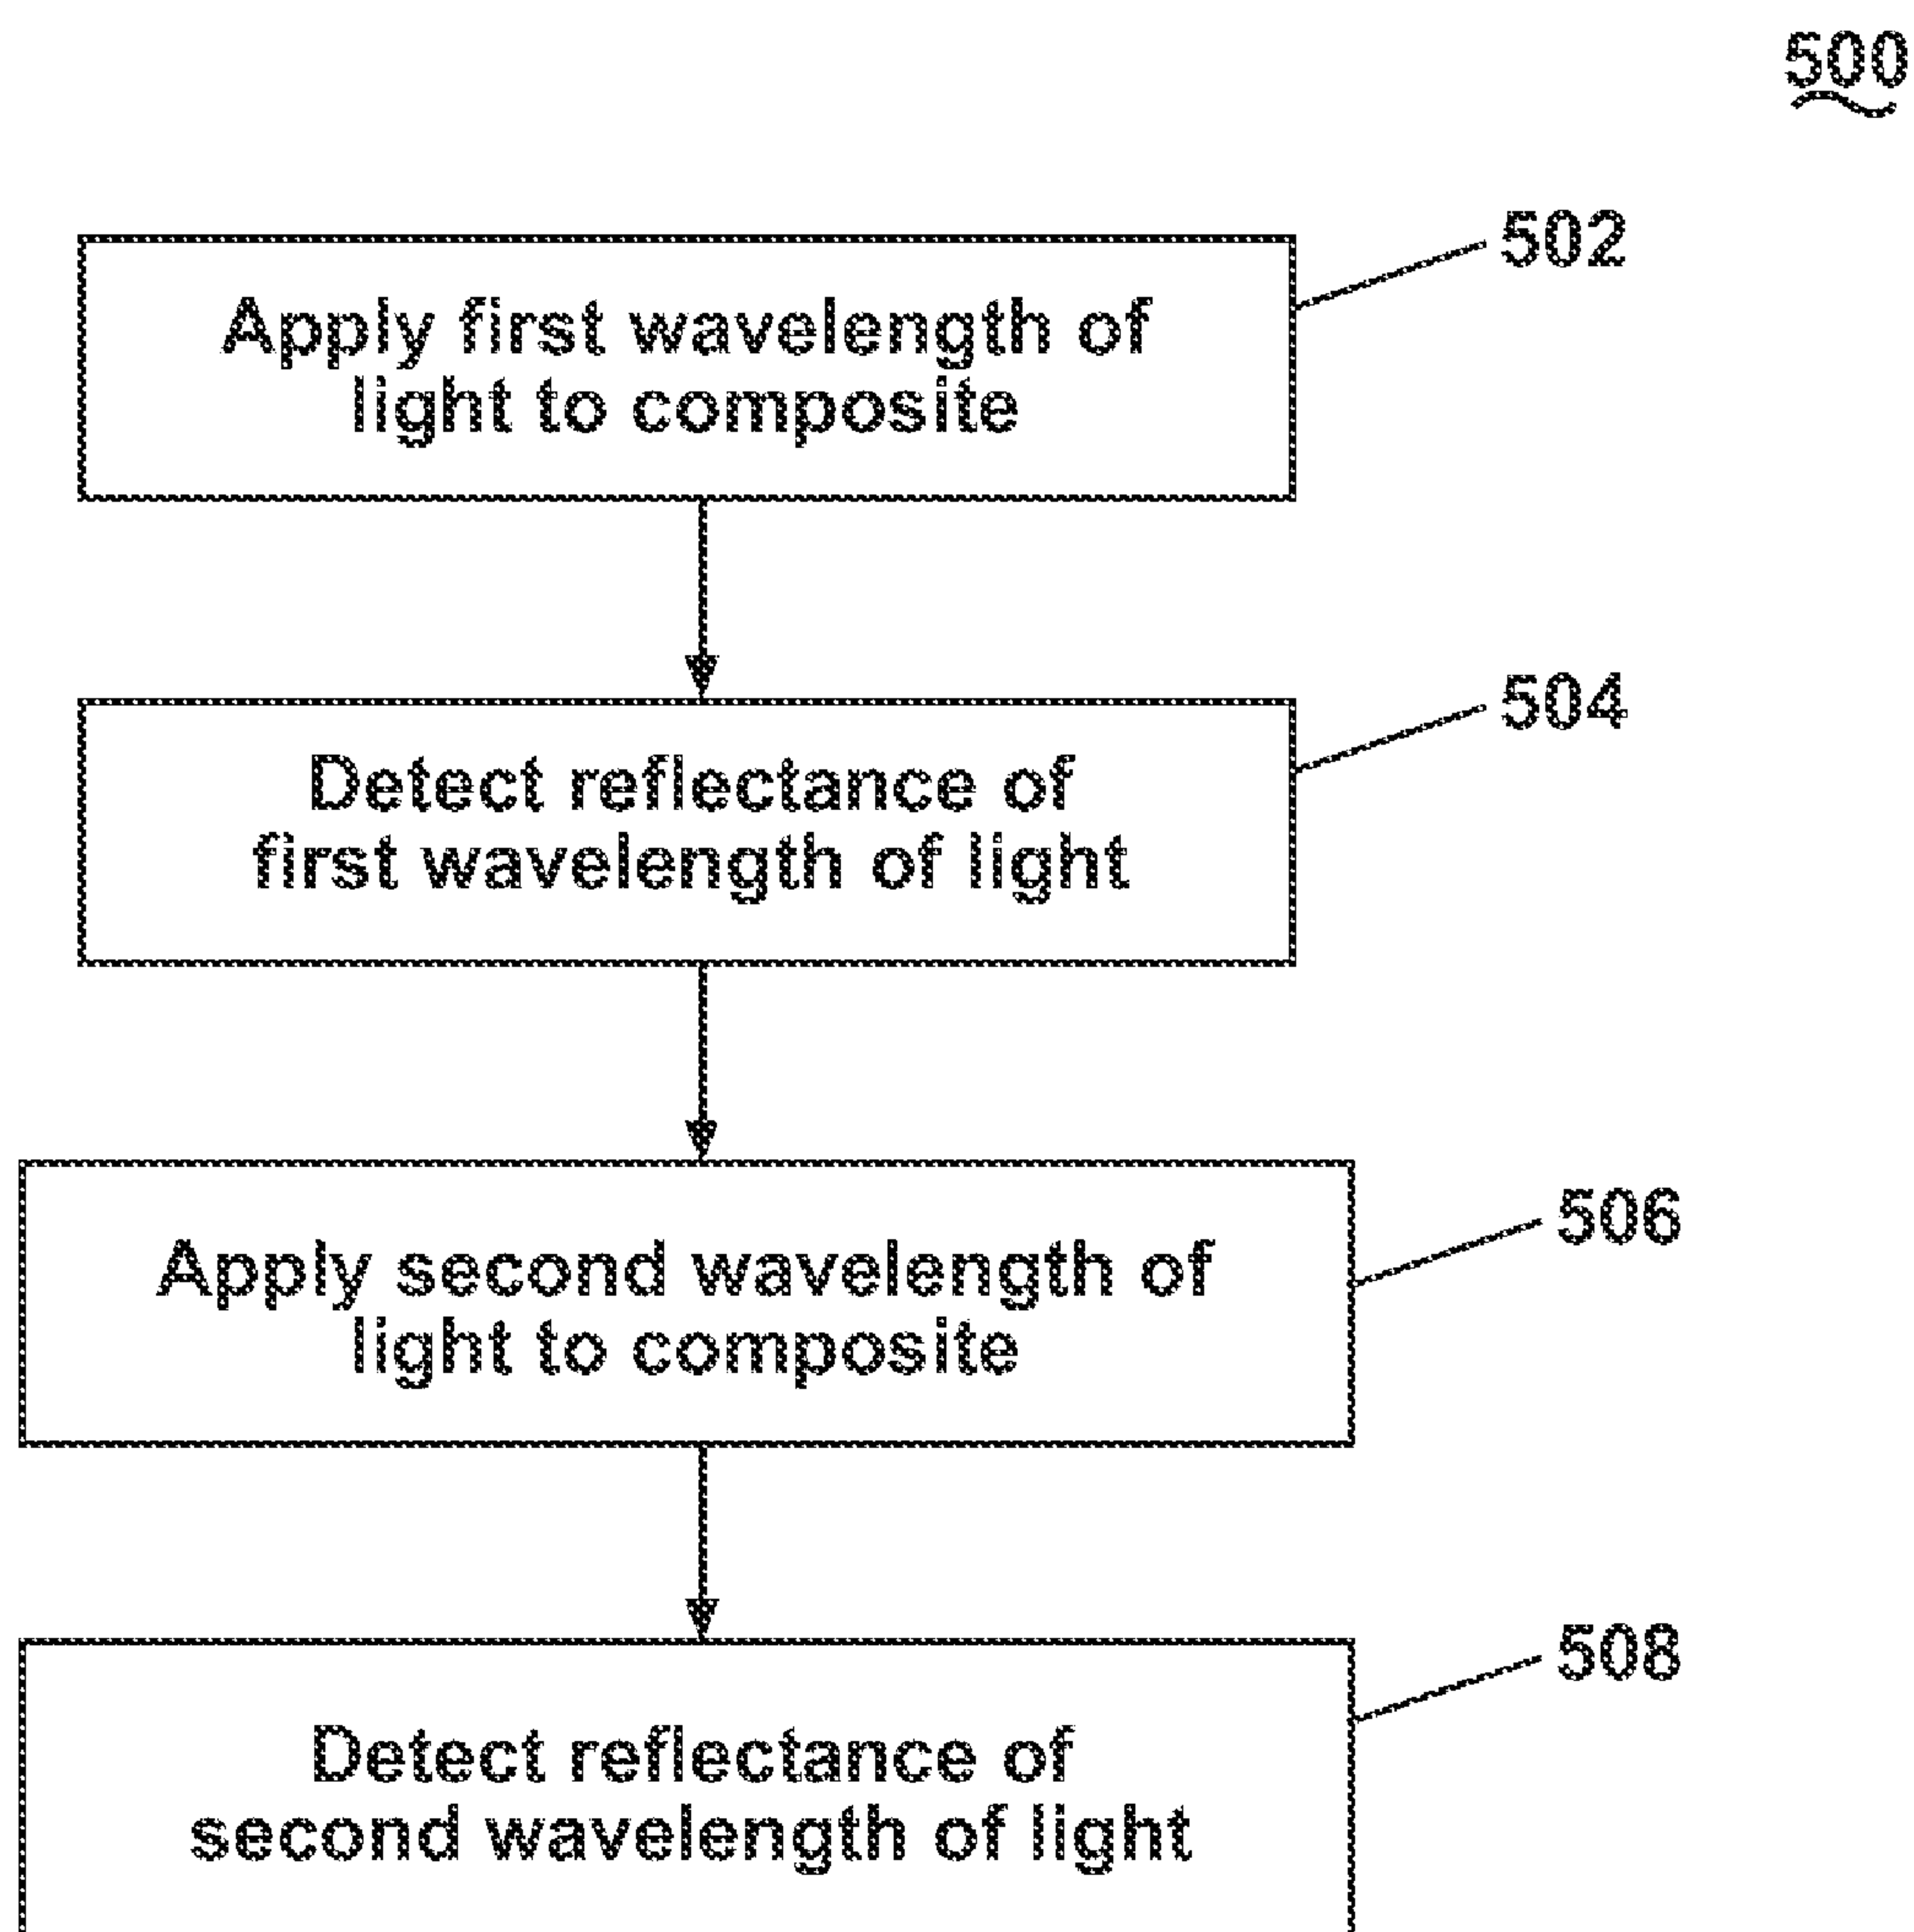 500
502
Apply first wavelength of
light to composite
504
Detect reflectance of
first wavelength of light
506
Apply second wavelength of
light to composite
508
Detect reflectance of
second wavelength of light